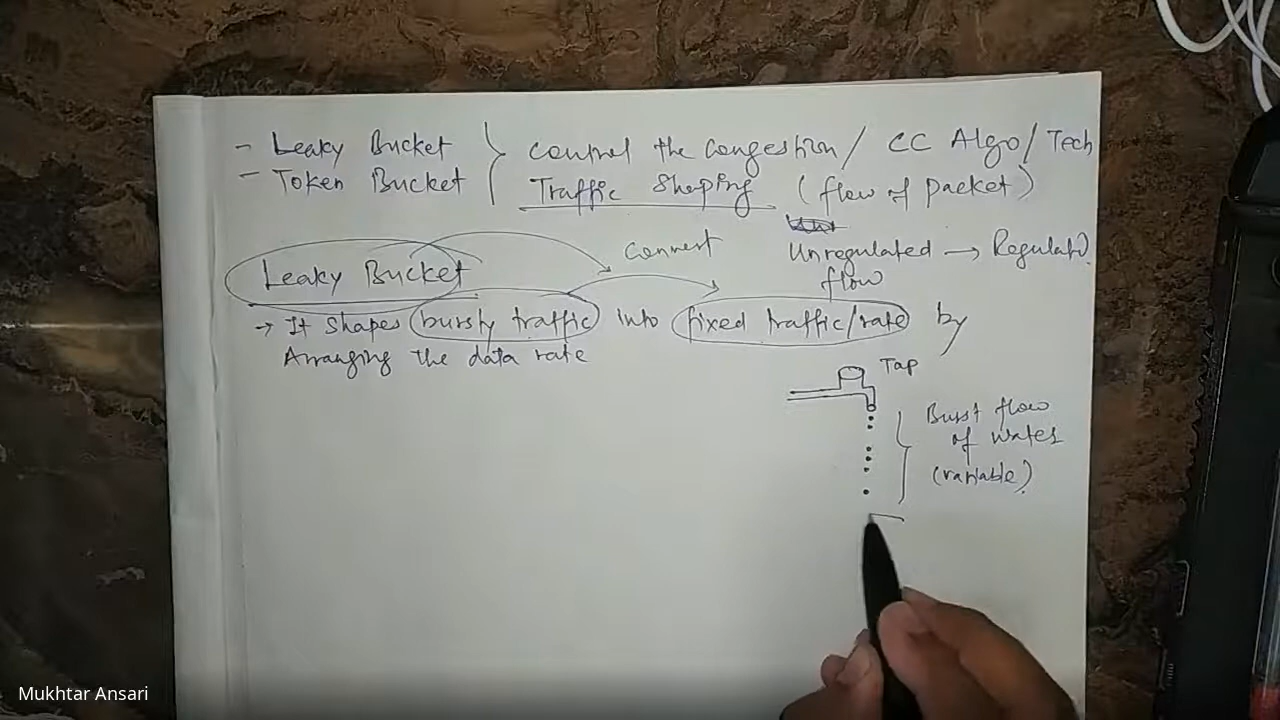 - Leaky Bucket } control the congestion / CC Algo / Tech
- Token Bucket } Traffic Shaping (flow of packet)
Leaky Bucket convert Unregulated → Regulated
flow
→ It shapes bursty traffic into fixed traffic/rate by
Arranging the data rate
Tap
Burst flow
of water
(variable)
Mukhtar Ansari